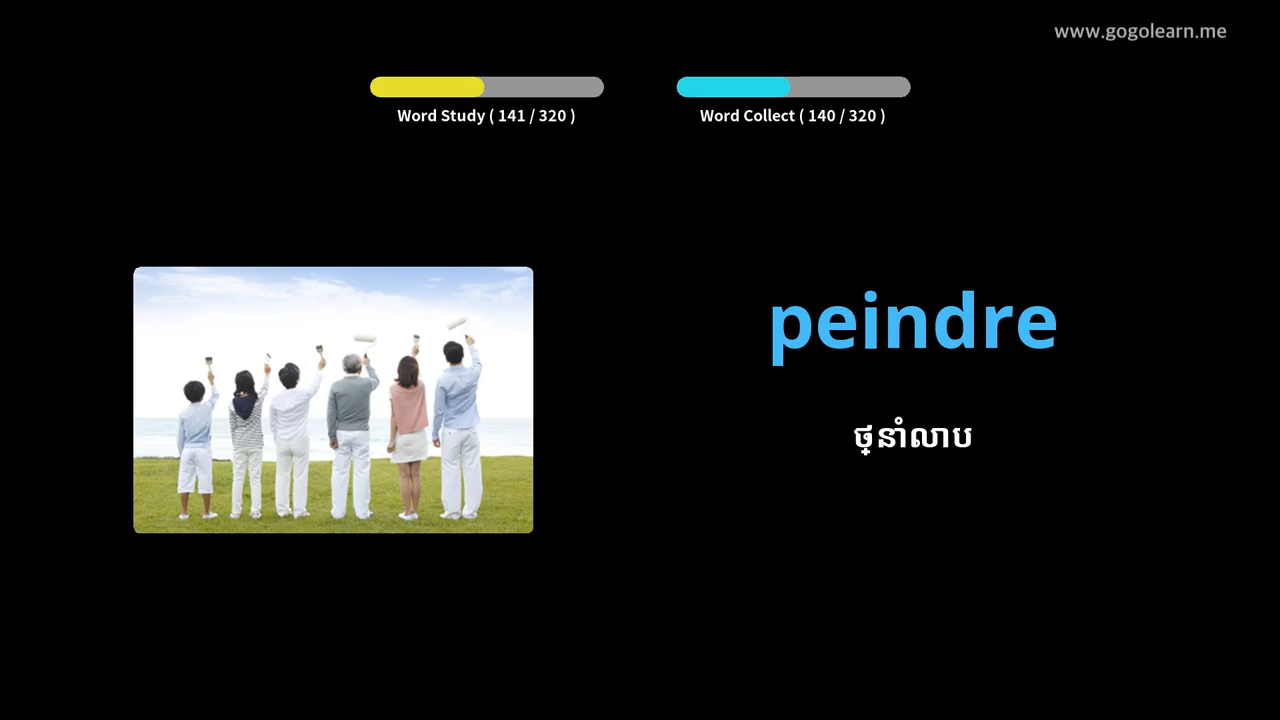 www.gogolearn.me
Word Study ( 141 / 320 )
Word Collect ( 140 / 320 )
peindre
ថ្នាំលាប